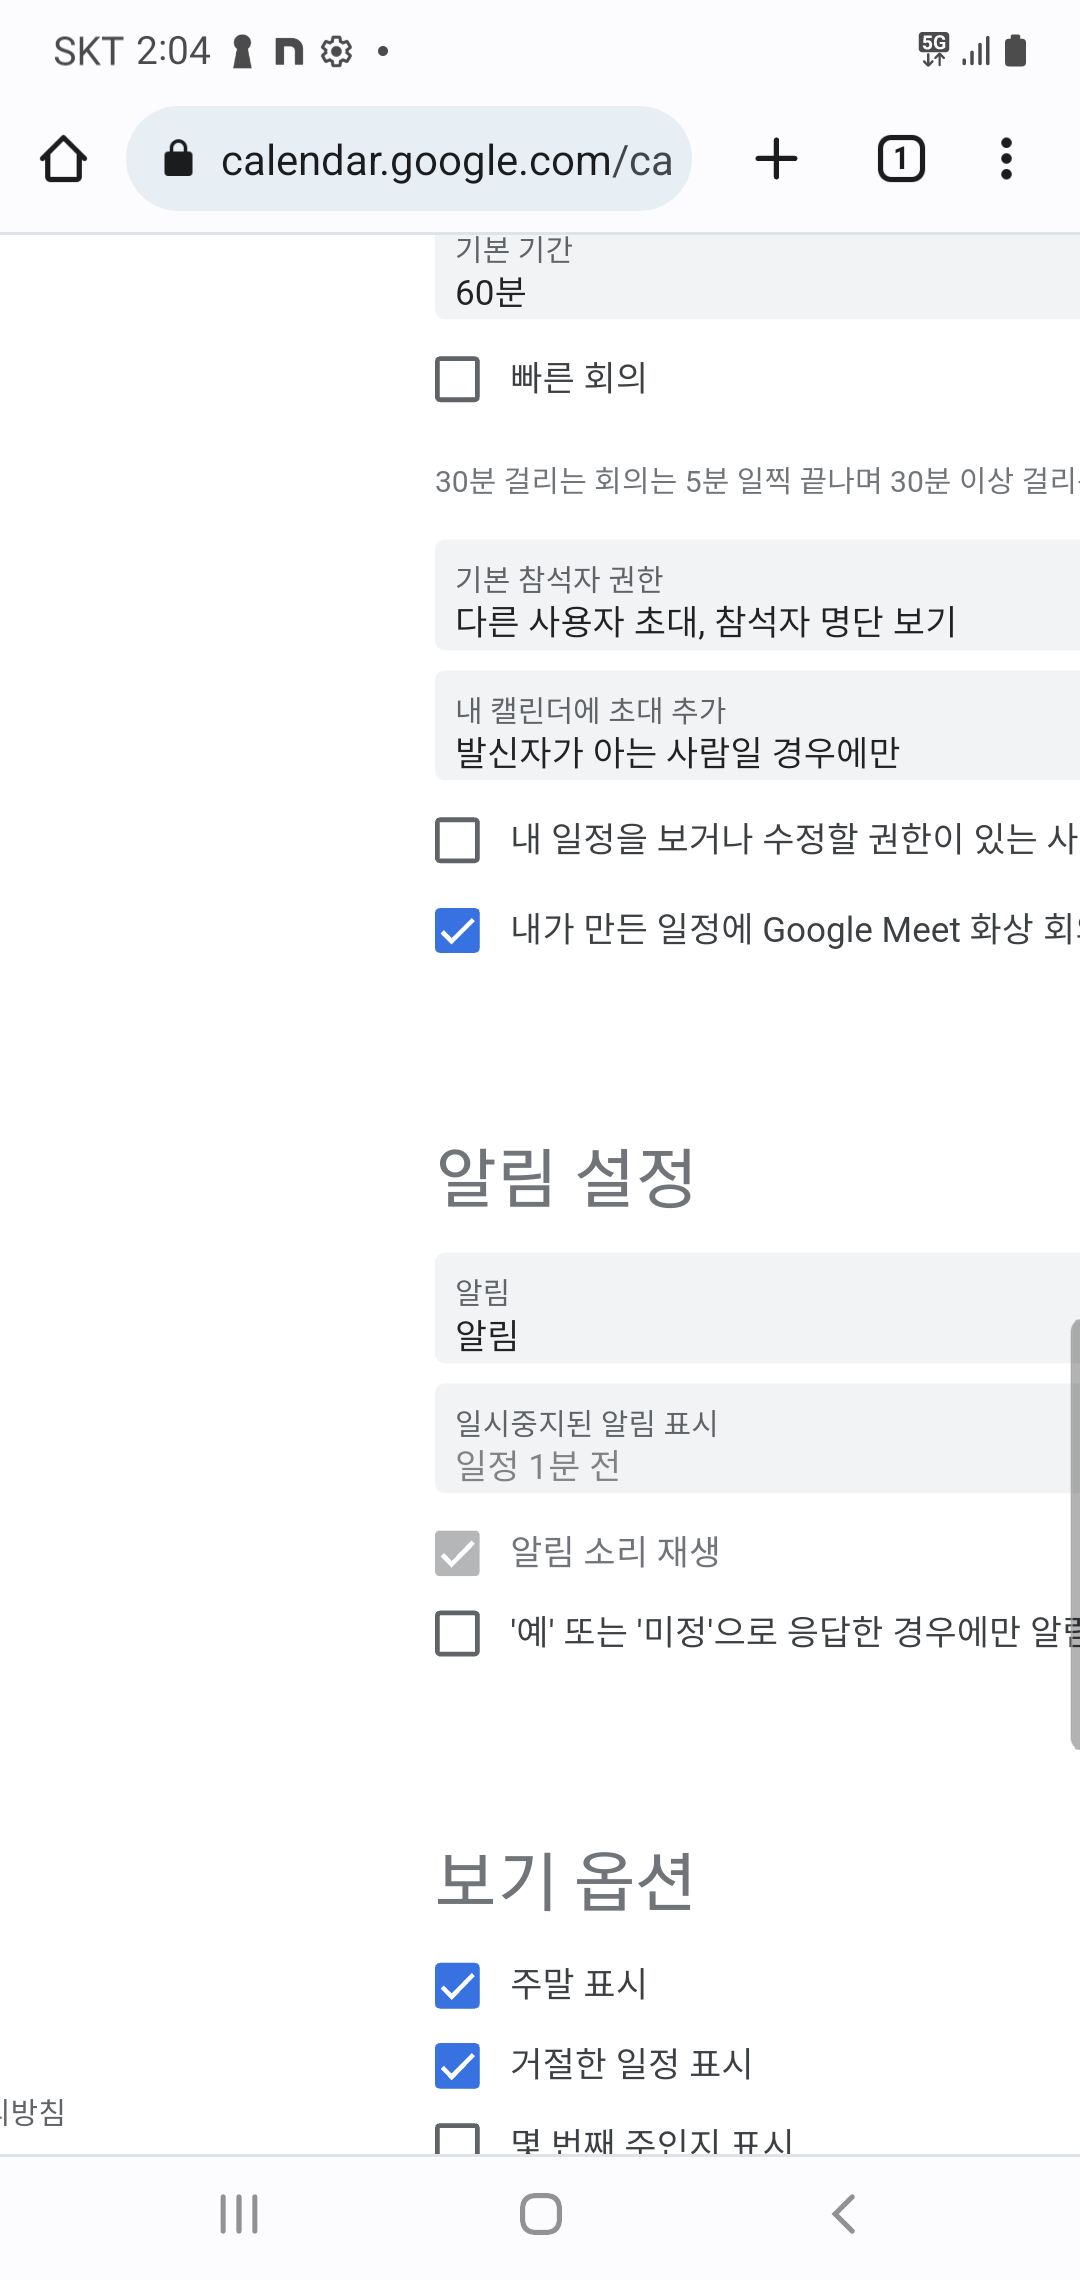 SKT 2:04
5G
calendar.google.com/ca
1
기본 기간
60분
빠른 회의
30분 걸리는 회의는 5분 일찍 끝나며 30분 이상 걸리
기본 참석자 권한
다른 사용자 초대, 참석자 명단 보기
내 캘린더에 초대 추가
발신자가 아는 사람일 경우에만
내 일정을 보거나 수정할 권한이 있는 사
내가 만든 일정에 Google Meet 화상 회의
알림 설정
알림
알림
일시중지된 알림 표시
일정 1분 전
알림 소리 재생
'예' 또는 '미정'으로 응답한 경우에만 알림
보기 옵션
주말 표시
거절한 일정 표시
리방침
몇 번째 주인지 표시